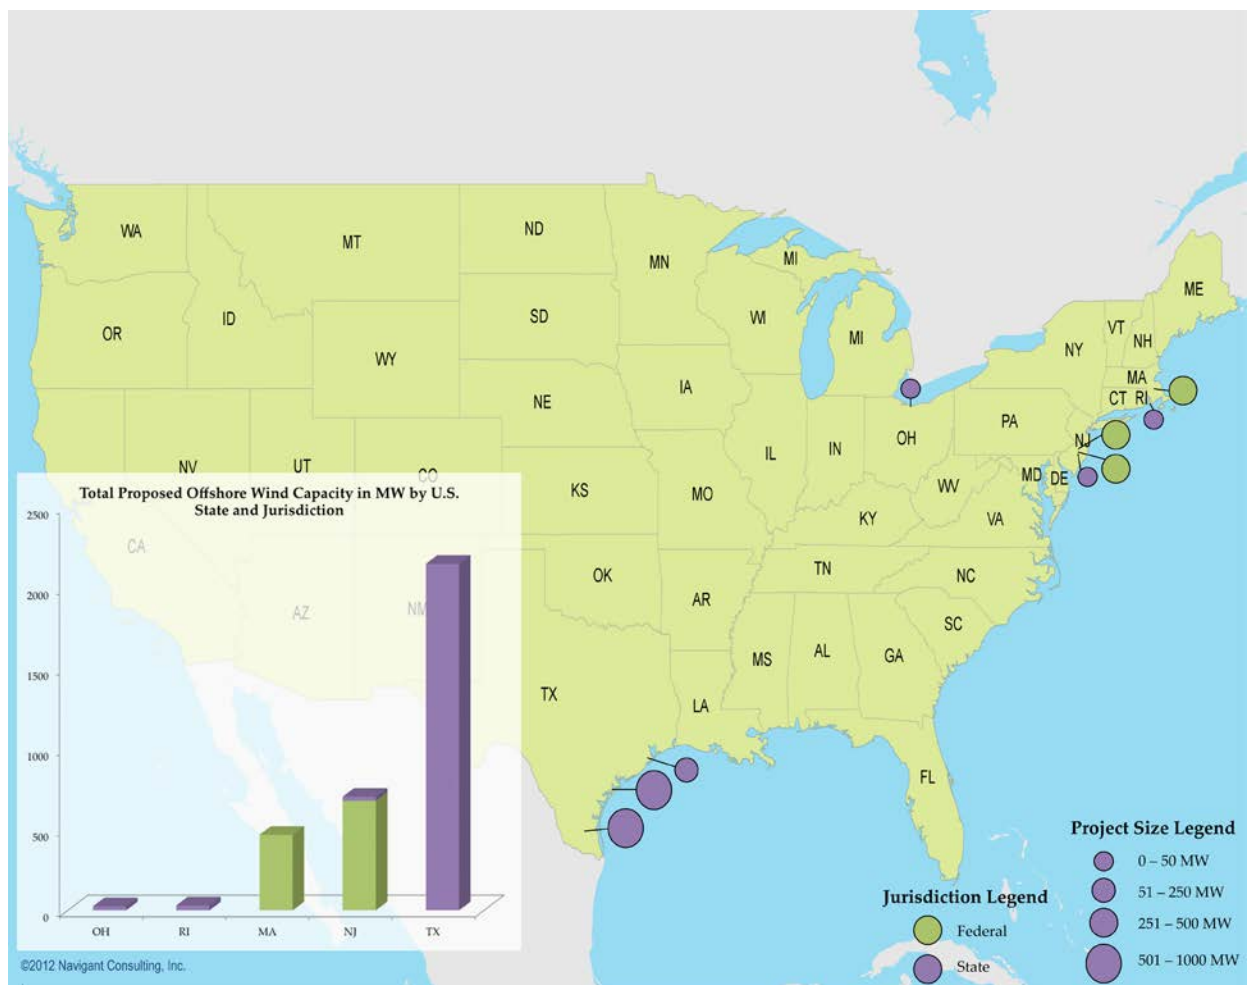 WA
MT
ND
MN
MI
ME
OR
ID
SD
WI
MI
VT
NH
NY
WY
IA
MA
CT
RI
NE
PA
OH
NJ
IL
IN
NV
UT
CO
KS
MO
WV
MD
DE
KY
VA
CA
AZ
NM
OK
TN
NC
AR
SC
MS
AL
GA
TX
LA
FL
Total Proposed Offshore Wind Capacity in MW by U.S.
State and Jurisdiction
2500
2000
1500
1000
500
0
OH
RI
MA
NJ
TX
©2012 Navigant Consulting, Inc.
Jurisdiction Legend
Federal
State
Project Size Legend
0 – 50 MW
51 – 250 MW
251 – 500 MW
501 – 1000 MW